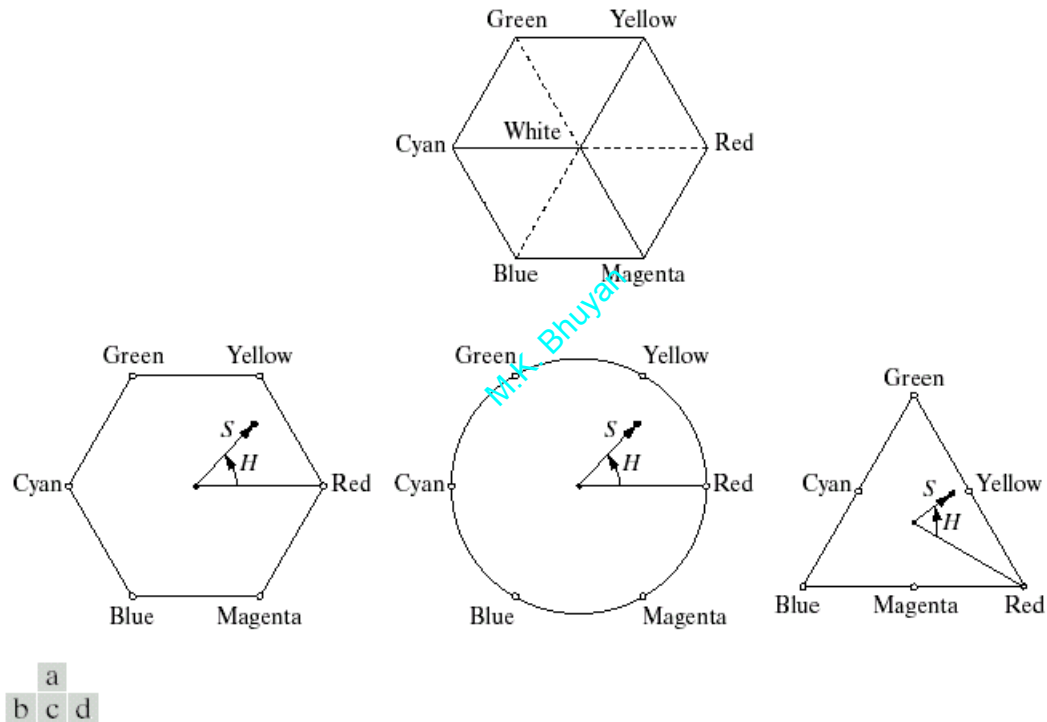 Green Yellow
Cyan White Red
Blue Magenta
M.K. Bhuyan
Green Yellow
S
H
Cyan Red
Blue Magenta
Green Yellow
S
H
Cyan Red
Blue Magenta
Green
Cyan S Yellow
H
Blue Magenta Red
a
b c d